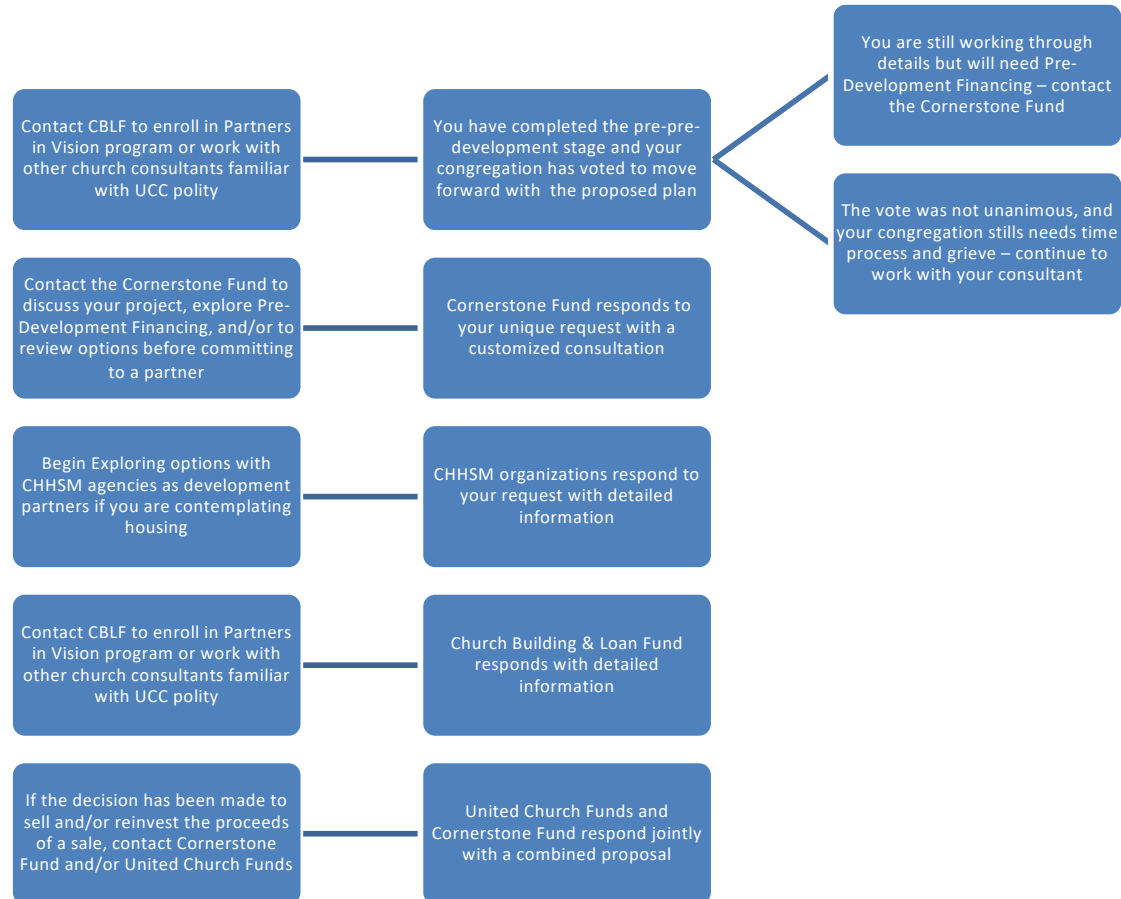 Contact CBLF to enroll in Partners
in Vision program or work with
other church consultants familiar
with UCC polity
You have completed the pre-pre-
development stage and your
congregation has voted to move
forward with the proposed plan
You are still working through
details but will need Pre-
Development Financing – contact
the Cornerstone Fund
The vote was not unanimous, and
your congregation stills needs time
process and grieve – continue to
work with your consultant
Contact the Cornerstone Fund to
discuss your project, explore Pre-
Development Financing, and/or to
review options before committing
to a partner
Cornerstone Fund responds to
your unique request with a
customized consultation
Begin Exploring options with
CHHSM agencies as development
partners if you are contemplating
housing
CHHSM organizations respond to
your request with detailed
information
Contact CBLF to enroll in Partners
in Vision program or work with
other church consultants familiar
with UCC polity
Church Building & Loan Fund
responds with detailed
information
If the decision has been made to
sell and/or reinvest the proceeds
of a sale, contact Cornerstone
Fund and/or United Church Funds
United Church Funds and
Cornerstone Fund respond jointly
with a combined proposal